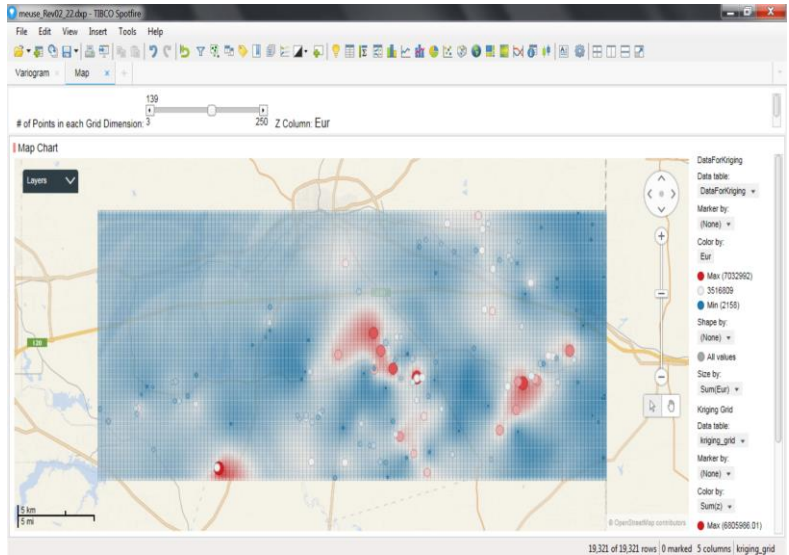 meuse_Rev02_22.dxp - TIBCO Spotfire
File Edit View Insert Tools Help
Variogram Map
139
# of Points in each Grid Dimension: 3 250 Z Column: Eur
Map Chart
Layers
120
5 km
5 mi
© OpenStreetMap contributors
DataForKriging
Data table:
DataForKriging
Marker by:
(None)
Color by:
Eur
Max (7032992)
3516809
Min (2158)
Shape by:
(None)
All values
Size by:
Sum(Eur)
Kriging Grid
Data table:
kriging_grid
Marker by:
(None)
Color by:
Sum(z)
Max (6805986.01)
19,321 of 19,321 rows 0 marked 5 columns kriging_grid